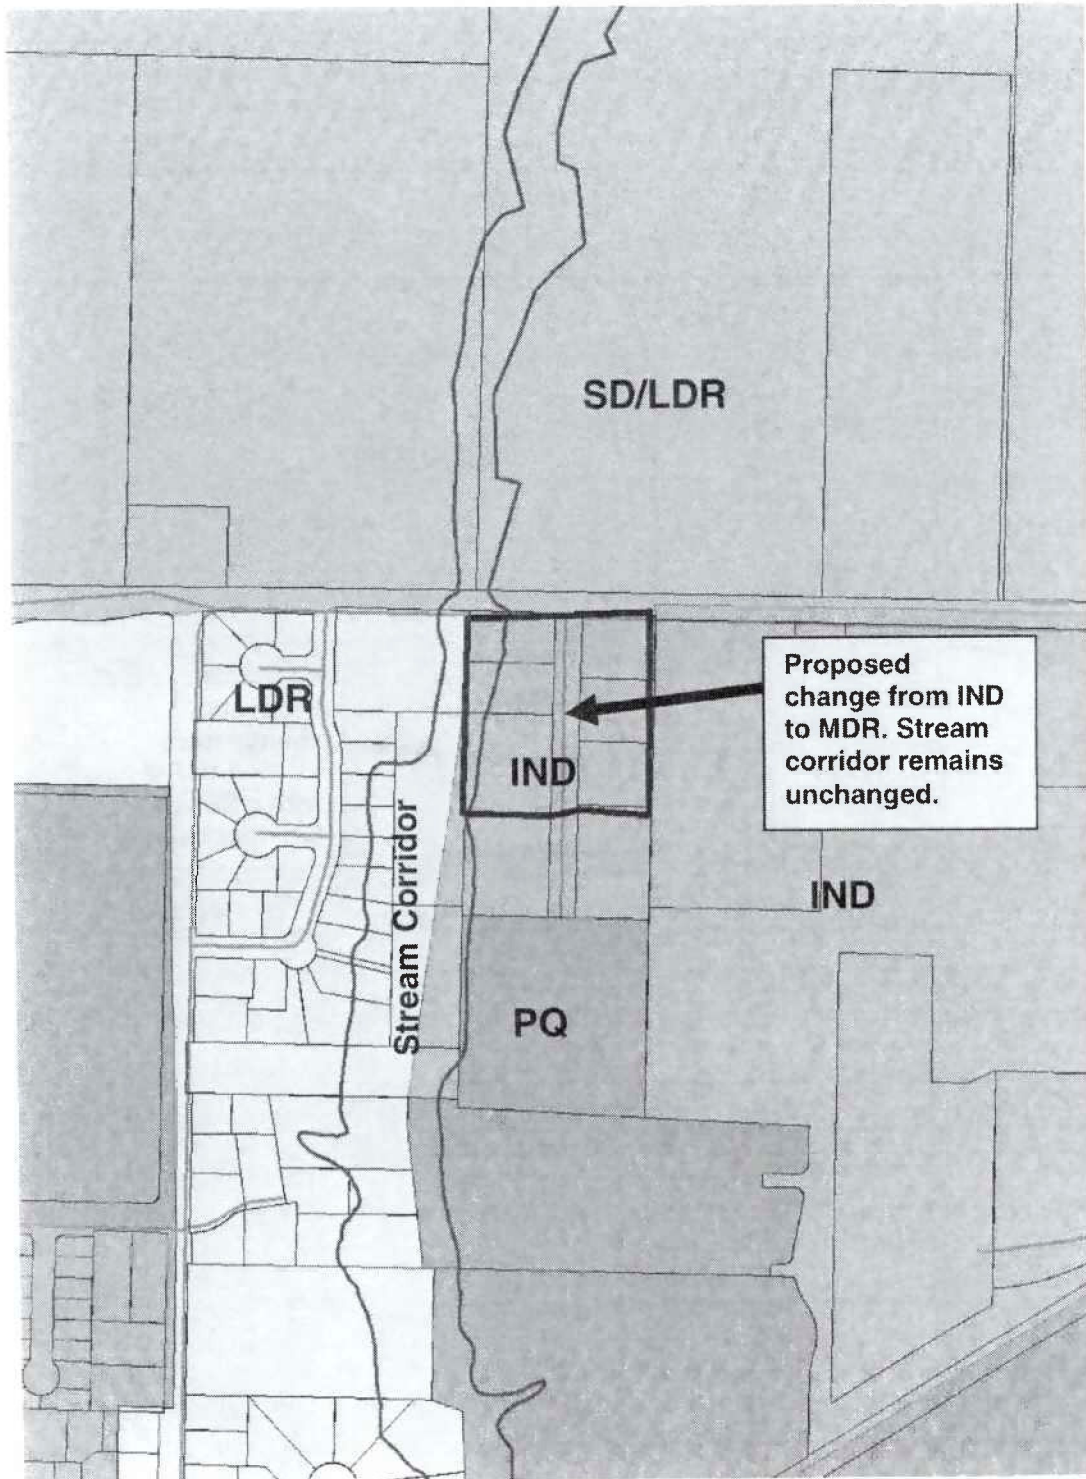 SD/LDR
LDR
Proposed
change from IND
to MDR. Stream
corridor remains
unchanged.
IND
Stream Corridor
IND
PQ